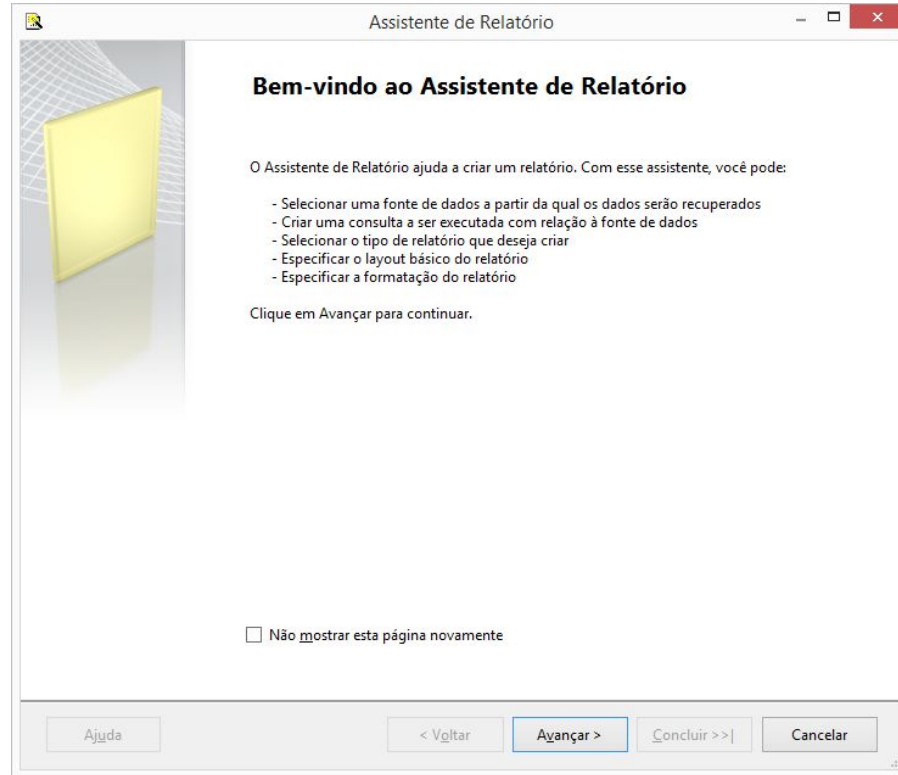 Assistente de Relatório
Bem-vindo ao Assistente de Relatório
O Assistente de Relatório ajuda a criar um relatório. Com esse assistente, você pode:
- Selecionar uma fonte de dados a partir da qual os dados serão recuperados
- Criar uma consulta a ser executada com relação à fonte de dados
- Selecionar o tipo de relatório que deseja criar
- Especificar o layout básico do relatório
- Especificar a formatação do relatório
Clique em Avançar para continuar.
Não mostrar esta página novamente
Ajuda
< Voltar
Avançar >
Concluir >>|
Cancelar